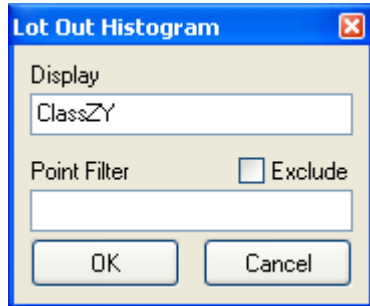 Lot Out Histogram
Display
ClassZY
Point Filter Exclude
OK Cancel